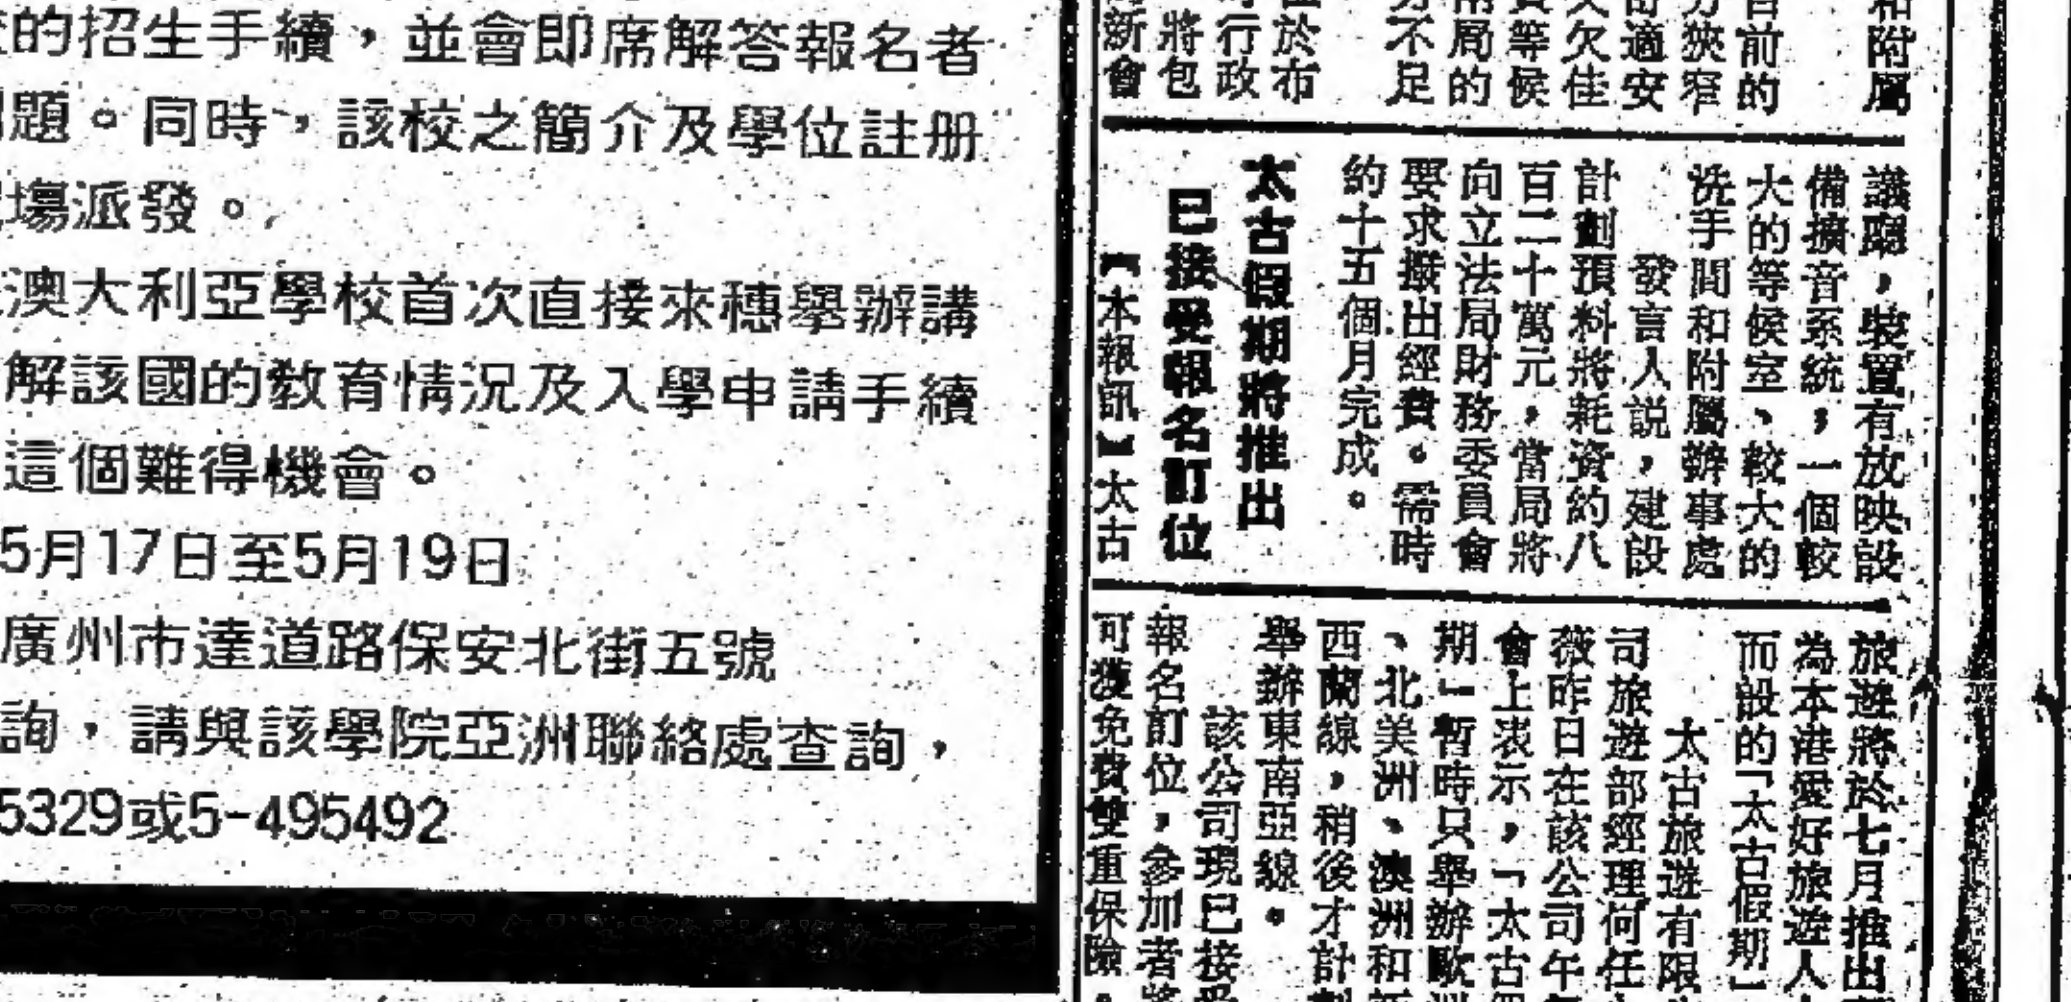 的招生手續，並會即席解答報名者
題。同時，該校之簡介及學位註册
場派發。
澳大利亞學校首次直接來穗舉辦講
解該國的教育情況及入學申請手續
這個難得機會。
5月17日至5月19日
廣州市達道路保安北街五號
詢，請與該學院亞洲聯絡處查詢，
5329或5-495492
附屬
前的
狹窄
適安
欠佳
等候
局的
不足
於布
行政
將包
新會
議廳，裝置有放映設
備擴音系統，一個較
大的等候室、較大的
洗手間和附屬辦事處
發言人説，建設
計劃預料將耗資約八
百二十萬元，當局將
向立法局財務委員會
要求撥出經費。需時
約十五個月完成。
太古假期將推出
已接受報名訂位
【本報訊】太古
旅遊將於七月推出
為本港愛好旅遊人
而設的「太古假期」
太古旅遊有限
司旅遊部經理何任
薇昨日在該公司午
會上表示，「太古
期」暫時只舉辦歐
、北美洲、澳洲和
西蘭線，稍後才計
舉辦東南亞線。
該公司現已接
報名訂位，參加者
可獲免費雙重保險